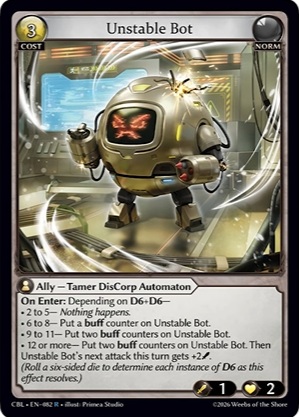 3
Unstable Bot
COST
NORM
Ally — Tamer DisCorp Automaton
On Enter: Depending on D6+D6—
• 2 to 5— Nothing happens.
• 6 to 8— Put a buff counter on Unstable Bot.
• 9 to 11— Put two buff counters on Unstable Bot.
• 12 or more— Put two buff counters on Unstable Bot. Then
Unstable Bot's next attack this turn gets +2
(Roll a six-sided die to determine each instance of D6 as this
effect resolves.)
1
2
CBL • EN-482 R • illust: Primea Studio
©2026 Weebs of the Shore